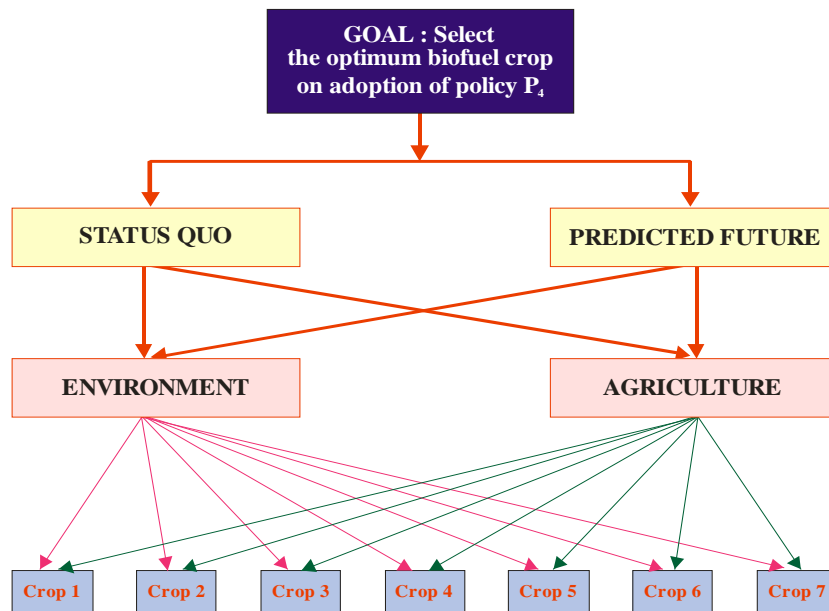 GOAL : Select
the optimum biofuel crop
on adoption of policy P₄
STATUS QUO
PREDICTED FUTURE
ENVIRONMENT
AGRICULTURE
Crop 1
Crop 2
Crop 3
Crop 4
Crop 5
Crop 6
Crop 7